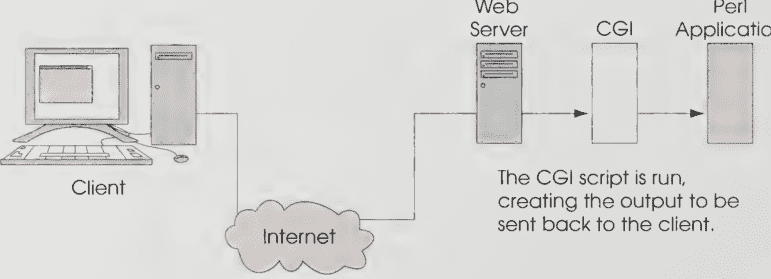 Web
Server
CGI
Perl
Applicatio
Client
Internet
The CGI script is run,
creating the output to be
sent back to the client.